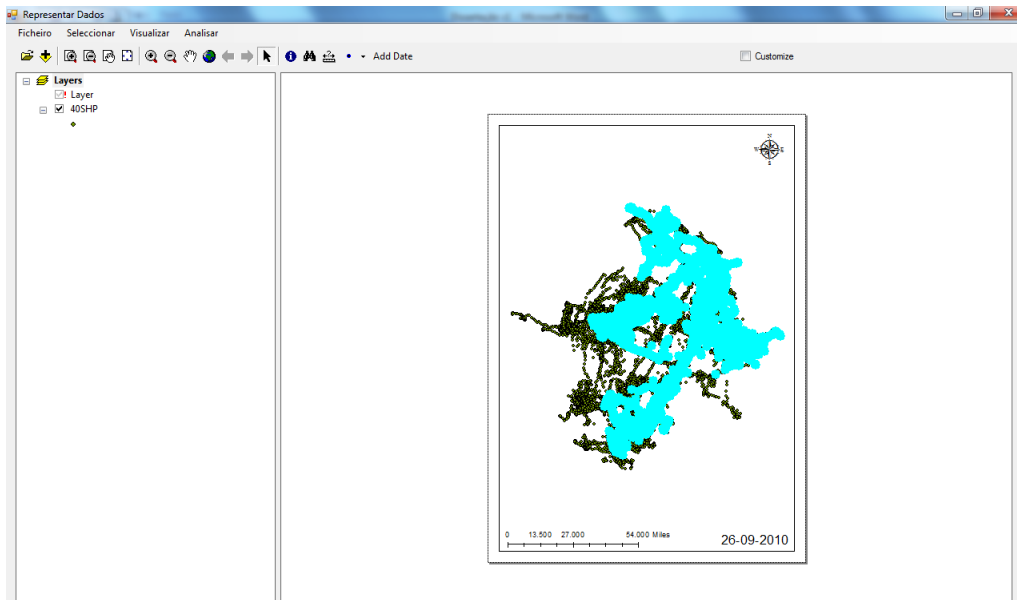 Representar Dados
Ficheiro Seleccionar Visualizar Analisar
Add Date
Customize
Layers
Layer
40SHP
N
W E
S
0 13.500 27.000 54.000 Miles
26-09-2010